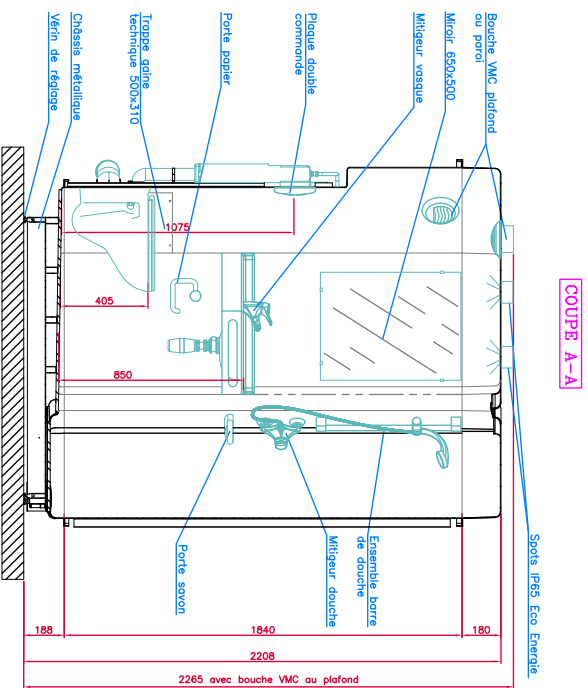 COUPE A-A
Bouche VMC plafond
ou paroi
Miroir 650x500
Mitigeur vasque
Plaque double
commande
Porte papier
Trappe gaine
technique 500x310
Châssis métallique
Vérin de réglage
Spots IP65 Eco Energie
Ensemble barre
de douche
Mitigeur douche
Porte savon
1075
405
850
188
1840
180
2208
2265 avec bouche VMC au plafond